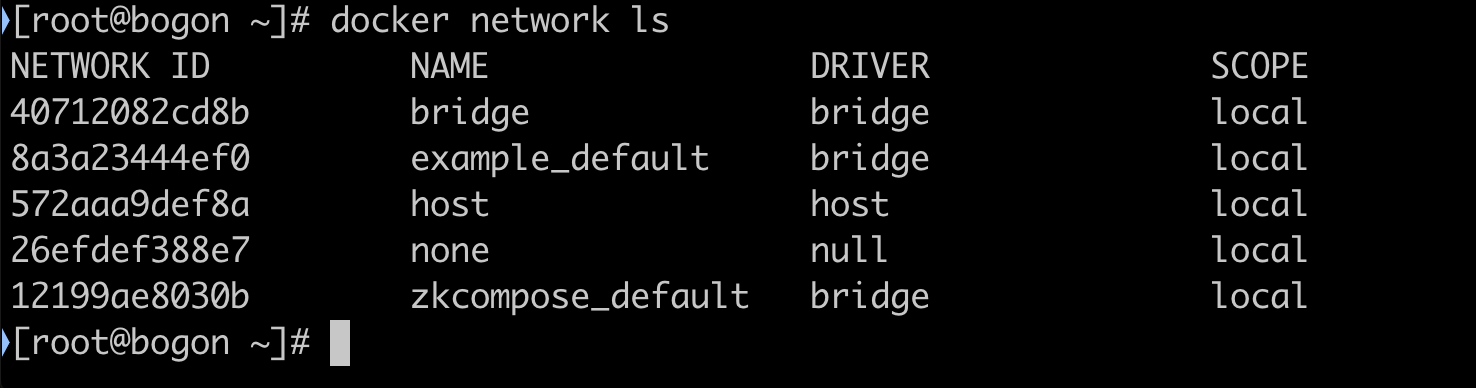 [root@bogon ~]# docker network ls
NETWORK ID          NAME                DRIVER              SCOPE
40712082cd8b        bridge              bridge              local
8a3a23444ef0        example_default     bridge              local
572aaa9def8a        host                host                local
26efdef388e7        none                null                local
12199ae8030b        zkcompose_default   bridge              local
[root@bogon ~]#